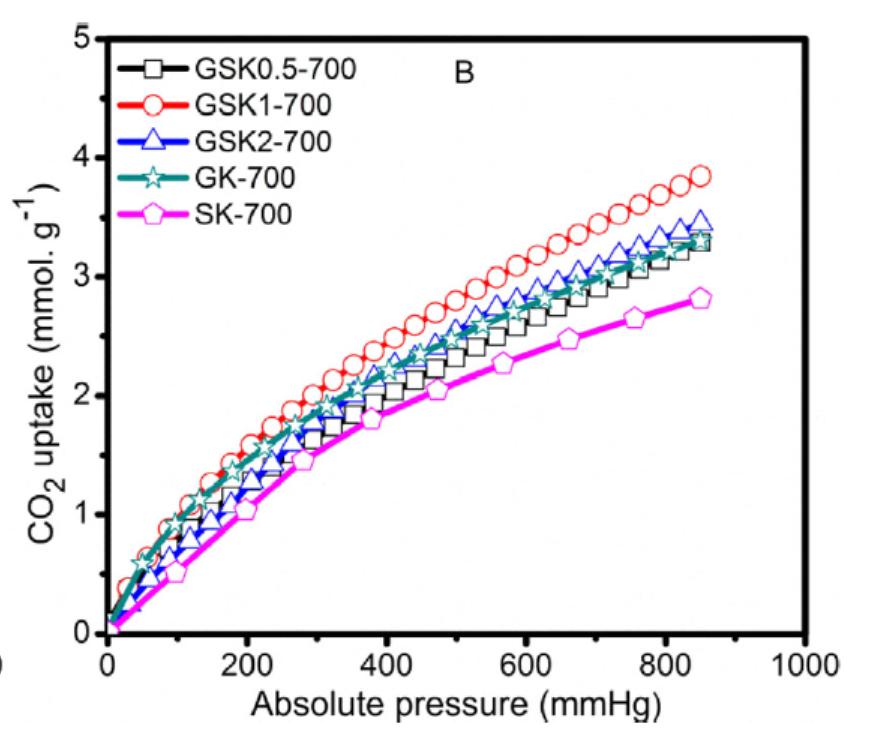 5
B
GSK0.5-700
GSK1-700
GSK2-700
GK-700
SK-700
4
3
2
1
0
CO2 uptake (mmol. g-1)
0 200 400 600 800 1000
Absolute pressure (mmHg)